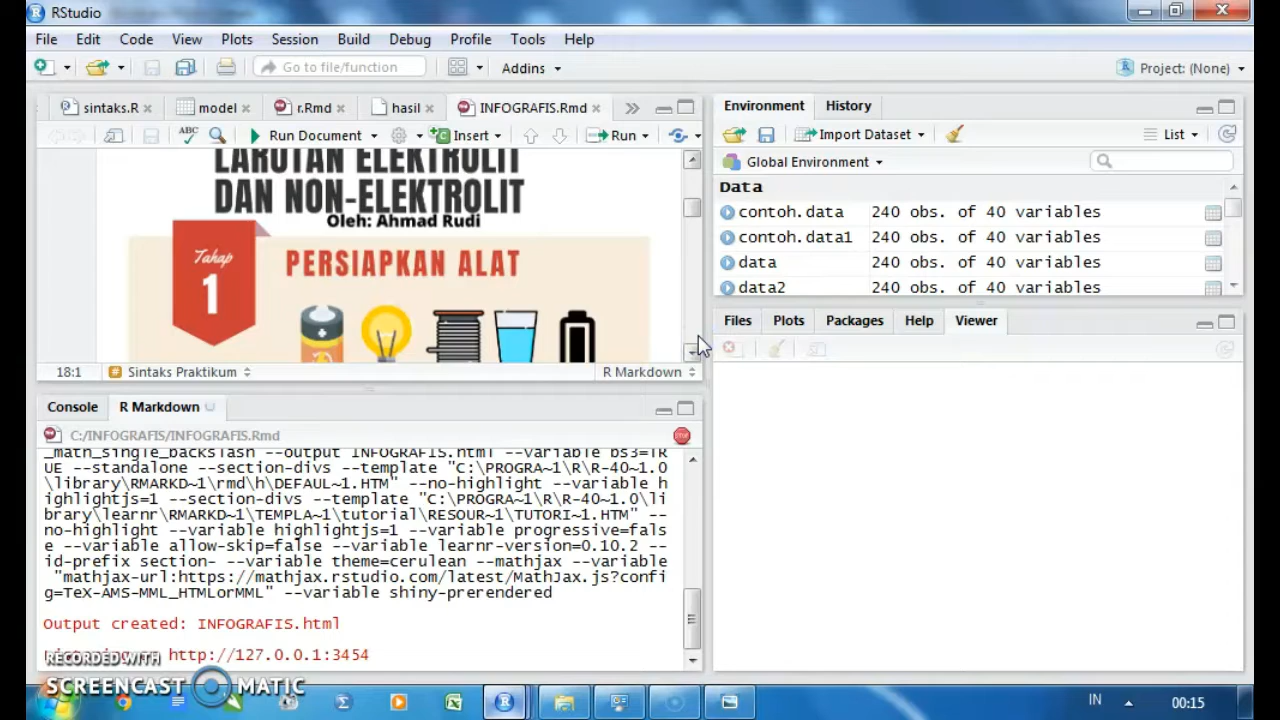 RStudio
File Edit Code View Plots Session Build Debug Profile Tools Help
Go to file/function Addins Project: (None)
sintaks.R model r.Rmd hasil INFOGRAFIS.Rmd
ABC Run Document Insert Run
LARUTAN ELEKTROLIT
DAN NON-ELEKTROLIT
Oleh: Ahmad Rudi
Tahap
1
PERSIAPKAN ALAT
18:1 # Sintaks Praktikum R Markdown
Console R Markdown
C:/INFOGRAFIS/INFOGRAFIS.Rmd STOP
_math_single_backslash --output INFOGRAFIS.html --variable bs3=TR
UE --standalone --section-divs --template "C:\PROGRA~1\R\R-40~1.0
\library\RMARKD~1\rmd\h\DEFAUL~1.HTM" --no-highlight --variable h
ighlightjs=1 --section-divs --template "C:\PROGRA~1\R\R-40~1.0\li
brary\learnr\RMARKD~1\TEMPLA~1\tutorial\RESOUR~1\TUTORI~1.HTM" --
no-highlight --variable highlightjs=1 --variable progressive=fals
e --variable allow-skip=false --variable learnr-version=0.10.2 --
id-prefix section- --variable theme=cerulean --mathjax --variable
"mathjax-url:https://mathjax.rstudio.com/latest/MathJax.js?confi
g=TeX-AMS-MML_HTMLorMML" --variable shiny-prerendered
Output created: INFOGRAFIS.html
http://127.0.0.1:3454
RECORDED WITH
SCREENCAST MATIC
Environment History
Import Dataset List
Global Environment
Data
contoh.data 240 obs. of 40 variables
contoh.data1 240 obs. of 40 variables
data 240 obs. of 40 variables
data2 240 obs. of 40 variables
Files Plots Packages Help Viewer
IN 00:15